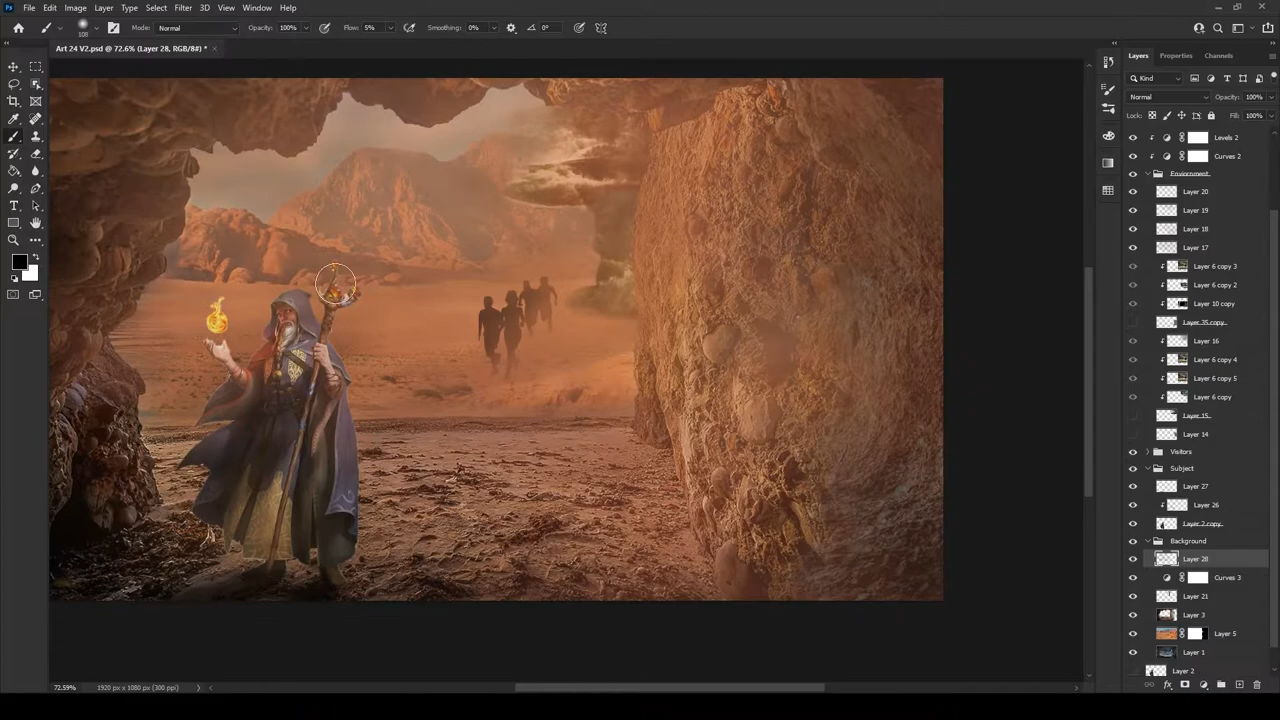 Ps File Edit Image Layer Type Select Filter 3D View Window Help
108 Mode: Normal Opacity: 100% Flow: 5% Smoothing: 0% 0°
Art 24 V2.psd @ 72.6% (Layer 28, RGB/8#) * ×
Layers Properties Channels
Kind
Normal Opacity: 100%
Lock: Fill: 100%
Levels 2
Curves 2
Enviornment
Layer 20
Layer 19
Layer 18
Layer 17
Layer 6 copy 3
Layer 6 copy 2
Layer 10 copy
Layer 35 copy
Layer 16
Layer 6 copy 4
Layer 6 copy 5
Layer 6 copy
Layer 15
Layer 14
Visitors
Subject
Layer 27
Layer 26
Layer 2 copy
Background
Layer 28
Curves 3
Layer 21
Layer 3
Layer 5
Layer 1
Layer 2
fx
72.59% 1920 px x 1080 px (300 ppi)